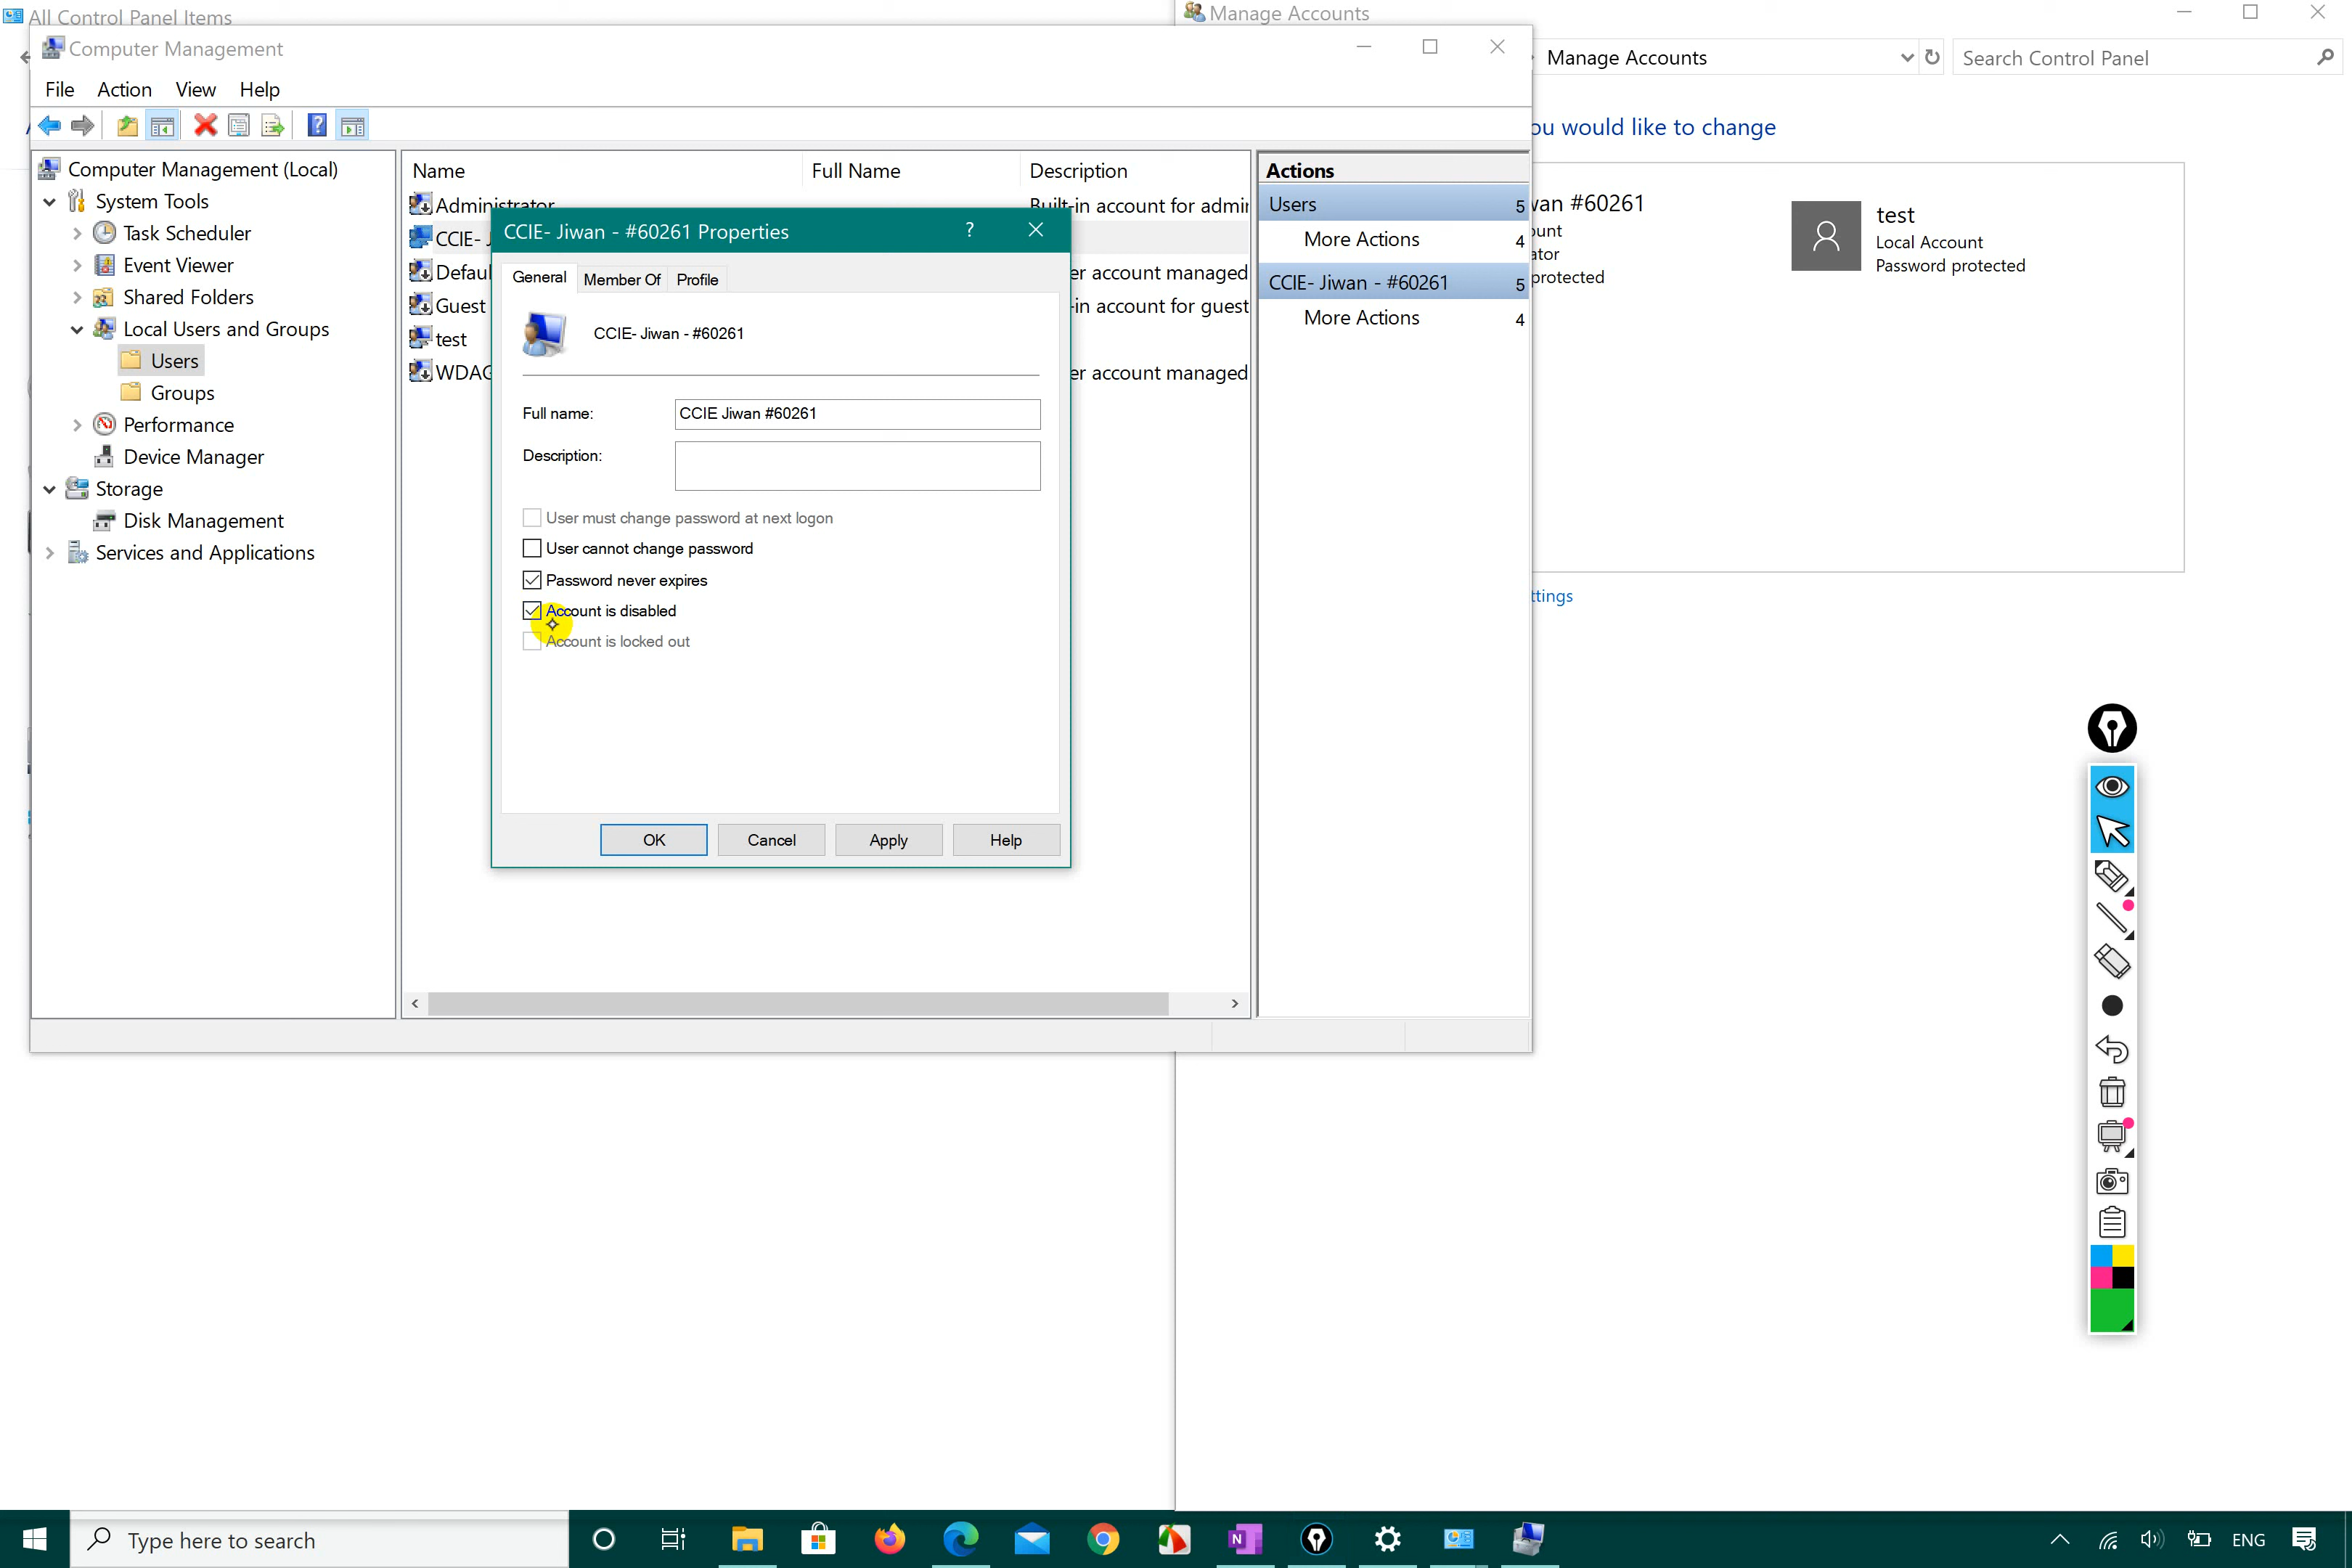 All Control Panel Items
Manage Accounts
Computer Management
Manage Accounts
Search Control Panel
File Action View Help
ou would like to change
Computer Management (Local)
System Tools
Task Scheduler
Event Viewer
Shared Folders
Local Users and Groups
Users
Groups
Performance
Device Manager
Storage
Disk Management
Services and Applications
Name Full Name Description
Administrator Built-in account for admin
CCIE- J
Defaul er account managed
Guest -in account for guest
test
WDAG er account managed
CCIE- Jiwan - #60261 Properties
General Member Of Profile
CCIE- Jiwan - #60261
Full name: CCIE Jiwan #60261
Description:
User must change password at next logon
User cannot change password
Password never expires
Account is disabled
Account is locked out
OK Cancel Apply Help
Actions
Users 5
More Actions 4
CCIE- Jiwan - #60261 5
More Actions 4
wan #60261
ount
ator
protected
test
Local Account
Password protected
ttings
Type here to search
ENG